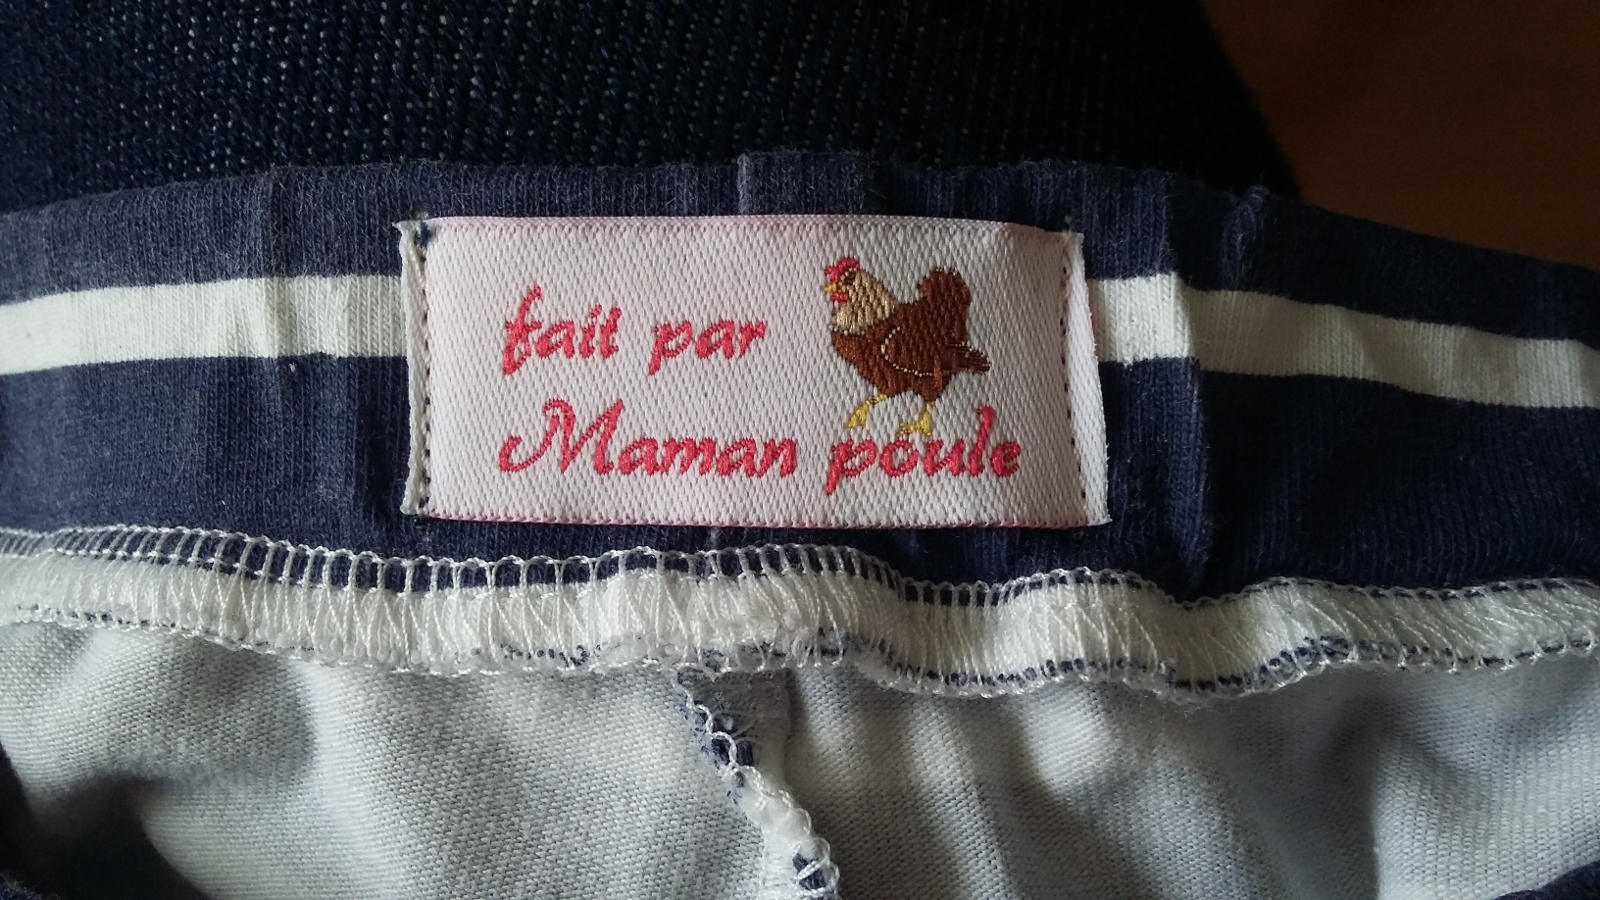 fait par
Maman poule